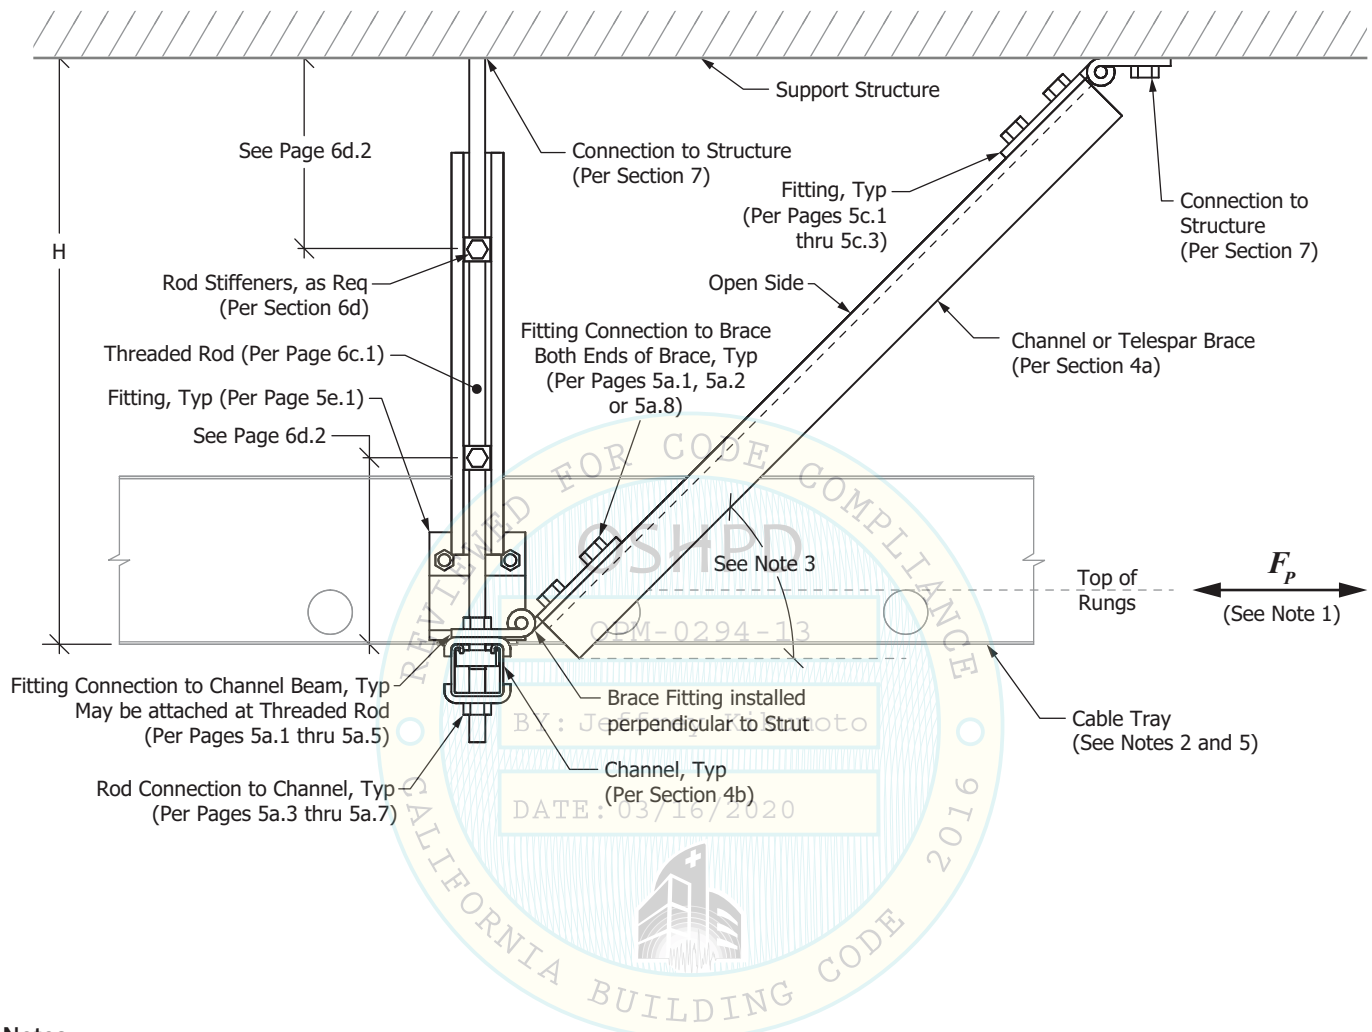 Support Structure
See Page 6d.2
Connection to Structure
(Per Section 7)
Fitting, Typ
(Per Pages 5c.1
thru 5c.3)
Connection to
Structure
(Per Section 7)
H
Rod Stiffeners, as Req
(Per Section 6d)
Open Side
Fitting Connection to Brace
Both Ends of Brace, Typ
(Per Pages 5a.1, 5a.2
or 5a.8)
Channel or Telespar Brace
(Per Section 4a)
Threaded Rod (Per Page 6c.1)
Fitting, Typ (Per Page 5e.1)
See Page 6d.2
REVIEWED FOR CODE COMPLIANCE
OSHPD
See Note 3
Top of
Rungs
Fp
(See Note 1)
OPM-0294-13
Fitting Connection to Channel Beam, Typ
May be attached at Threaded Rod
(Per Pages 5a.1 thru 5a.5)
Brace Fitting installed
perpendicular to Strut
BY: Jeffrey Kikumoto
Cable Tray
(See Notes 2 and 5)
Channel, Typ
(Per Section 4b)
Rod Connection to Channel, Typ
(Per Pages 5a.3 thru 5a.7)
DATE: 03/16/2020
CALIFORNIA BUILDING CODE 2016